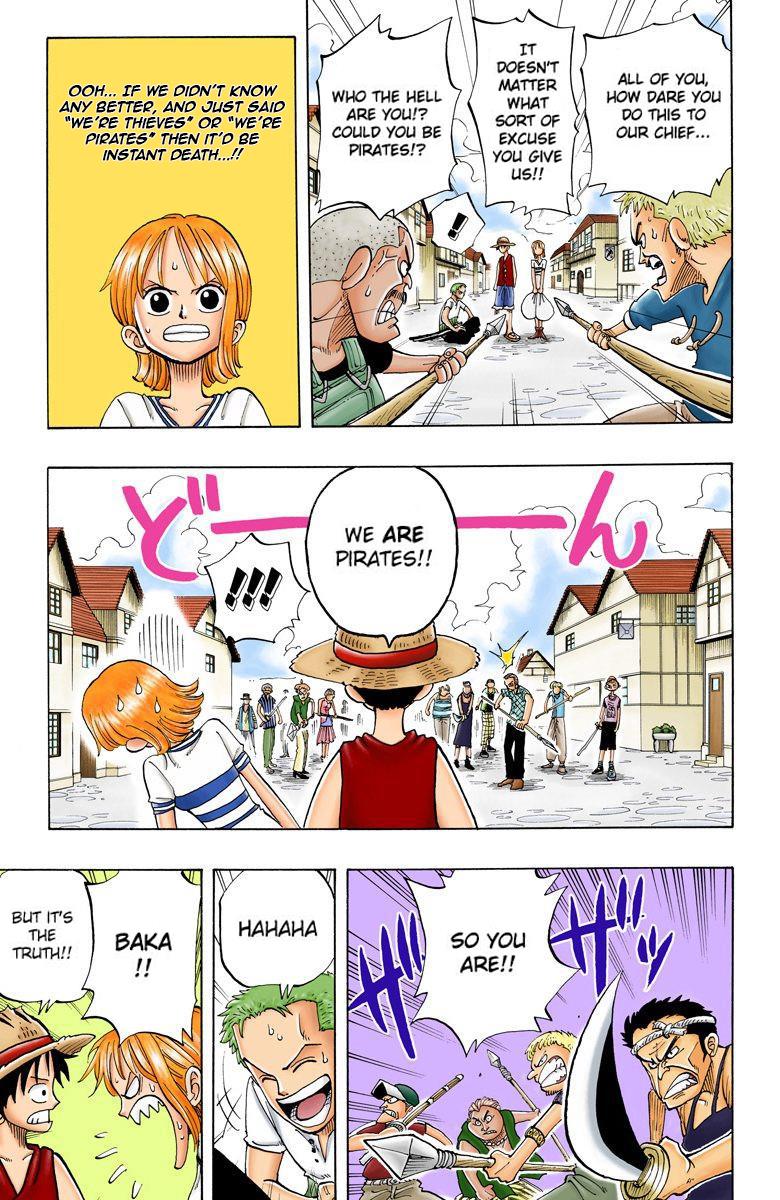 ALL OF YOU,
HOW DARE YOU
DO THIS TO
OUR CHIEF...
IT
DOESN'T
MATTER
WHAT
SORT OF
EXCUSE
YOU GIVE
US!!
WHO THE HELL
ARE YOU!?
COULD YOU BE
PIRATES!?
!!
OOH... IF WE DIDN'T KNOW
ANY BETTER, AND JUST SAID
"WE'RE THIEVES" OR "WE'RE
PIRATES" THEN IT'D BE
INSTANT DEATH...!!
どーん
WE ARE
PIRATES!!
!!!
ザッ
SO YOU
ARE!!
ザッ
HAHAHA
BAKA
!!
BUT IT'S
THE
TRUTH!!